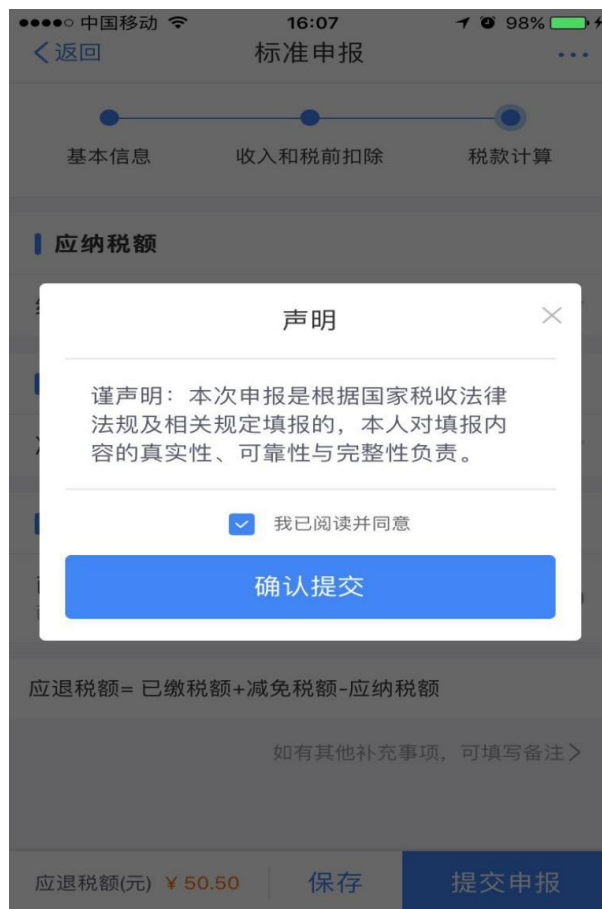 中国移动 16:07 98%
返回 标准申报 ...
基本信息 收入和税前扣除 税款计算
应纳税额
声明
谨声明：本次申报是根据国家税收法律
法规及相关规定填报的，本人对填报内
容的真实性、可靠性与完整性负责。
我已阅读并同意
确认提交
应退税额= 已缴税额+减免税额-应纳税额
如有其他补充事项，可填写备注
应退税额(元) ¥ 50.50 保存 提交申报